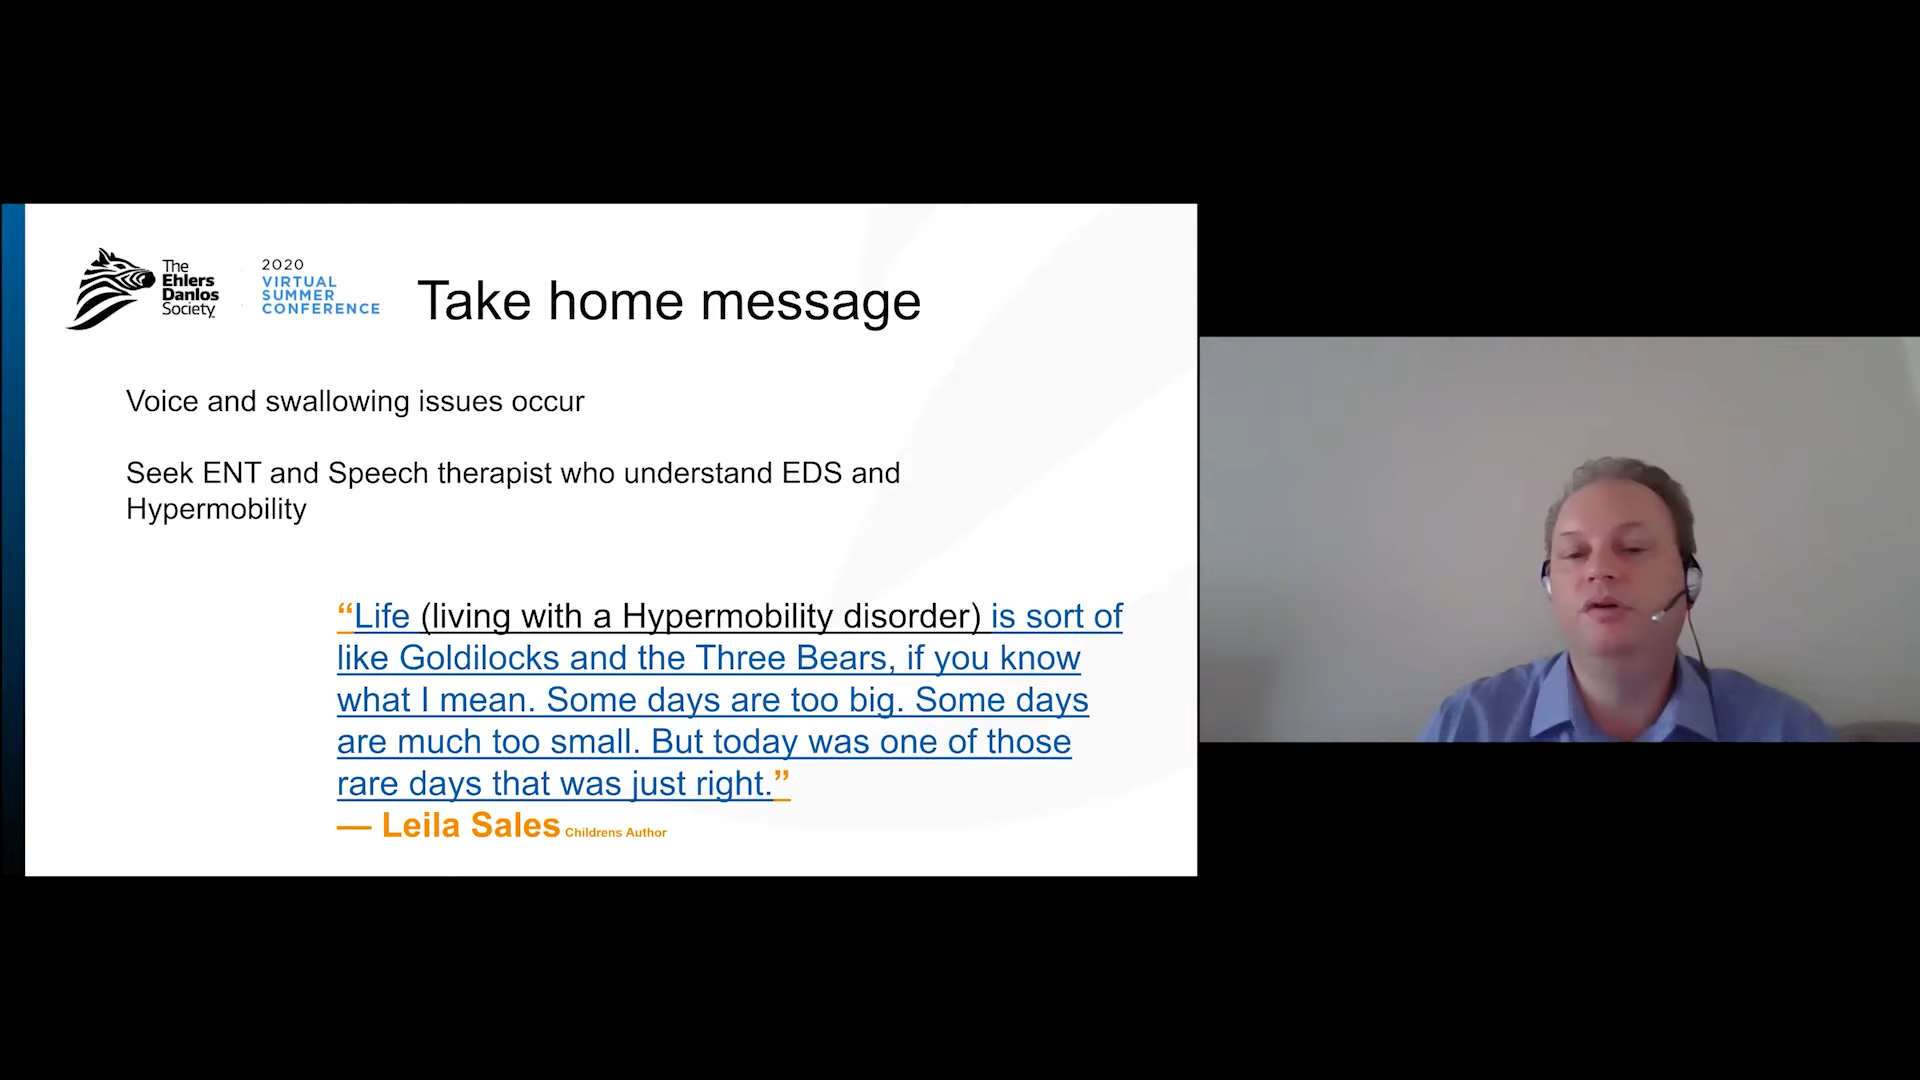 The
Ehlers
Danlos
Society
2020
VIRTUAL
SUMMER
CONFERENCE
Take home message
Voice and swallowing issues occur
Seek ENT and Speech therapist who understand EDS and
Hypermobility
“Life (living with a Hypermobility disorder) is sort of
like Goldilocks and the Three Bears, if you know
what I mean. Some days are too big. Some days
are much too small. But today was one of those
rare days that was just right.”
— Leila Sales Childrens Author